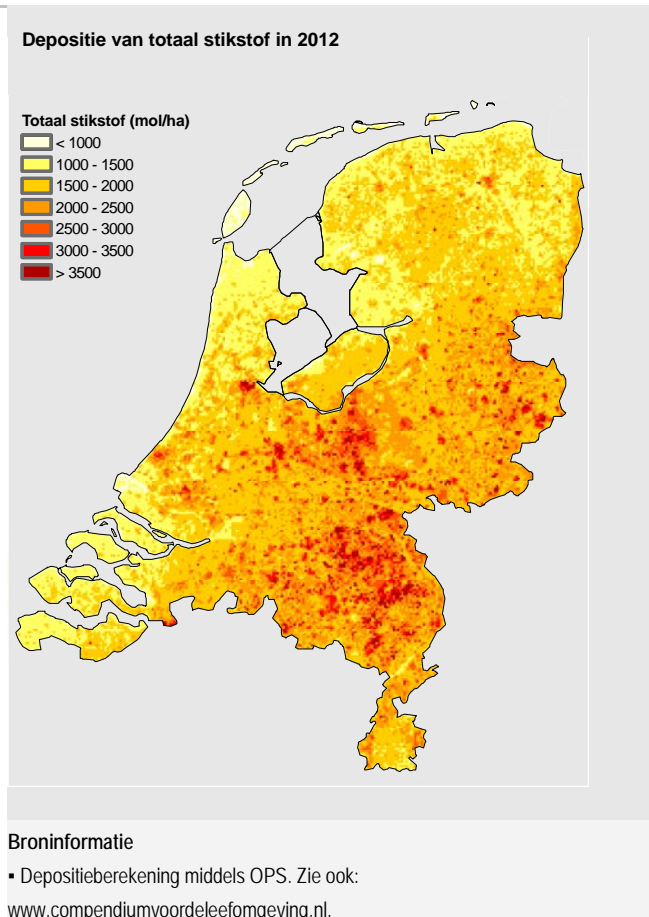 Depositie van totaal stikstof in 2012
Totaal stikstof (mol/ha)
< 1000
1000 - 1500
1500 - 2000
2000 - 2500
2500 - 3000
3000 - 3500
> 3500
Broninformatie
▪ Depositieberekening middels OPS. Zie ook:
www.compendiumvoordeleefomgeving.nl.